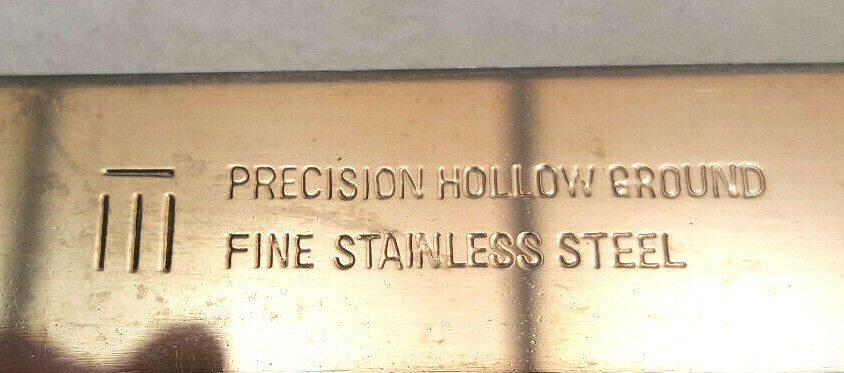 PRECISION HOLLOW GROUND
FINE STAINLESS STEEL